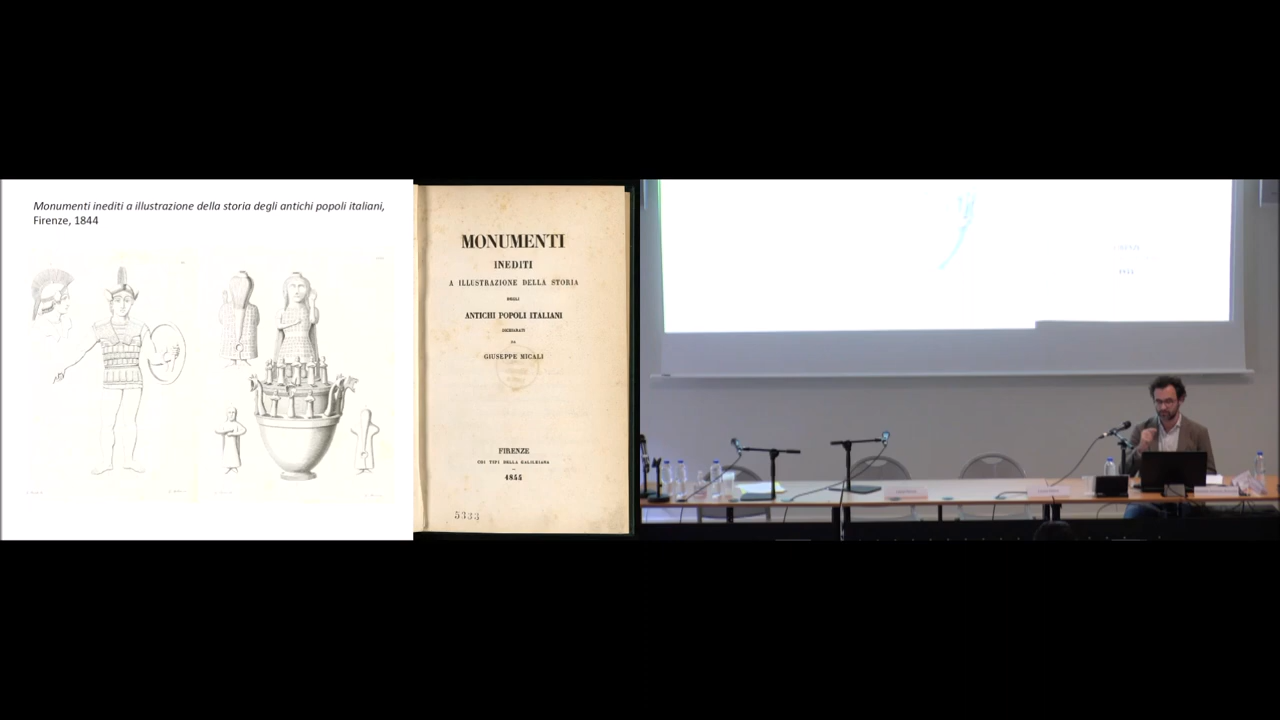 Monumenti inediti a illustrazione della storia degli antichi popoli italiani,
Firenze, 1844
MONUMENTI
INEDITI
A ILLUSTRAZIONE DELLA STORIA
DEGLI
ANTICHI POPOLI ITALIANI
DICHIARATI
DA
GIUSEPPE MICALI
FIRENZE
COI TIPI DELLA GALILEIANA
5333